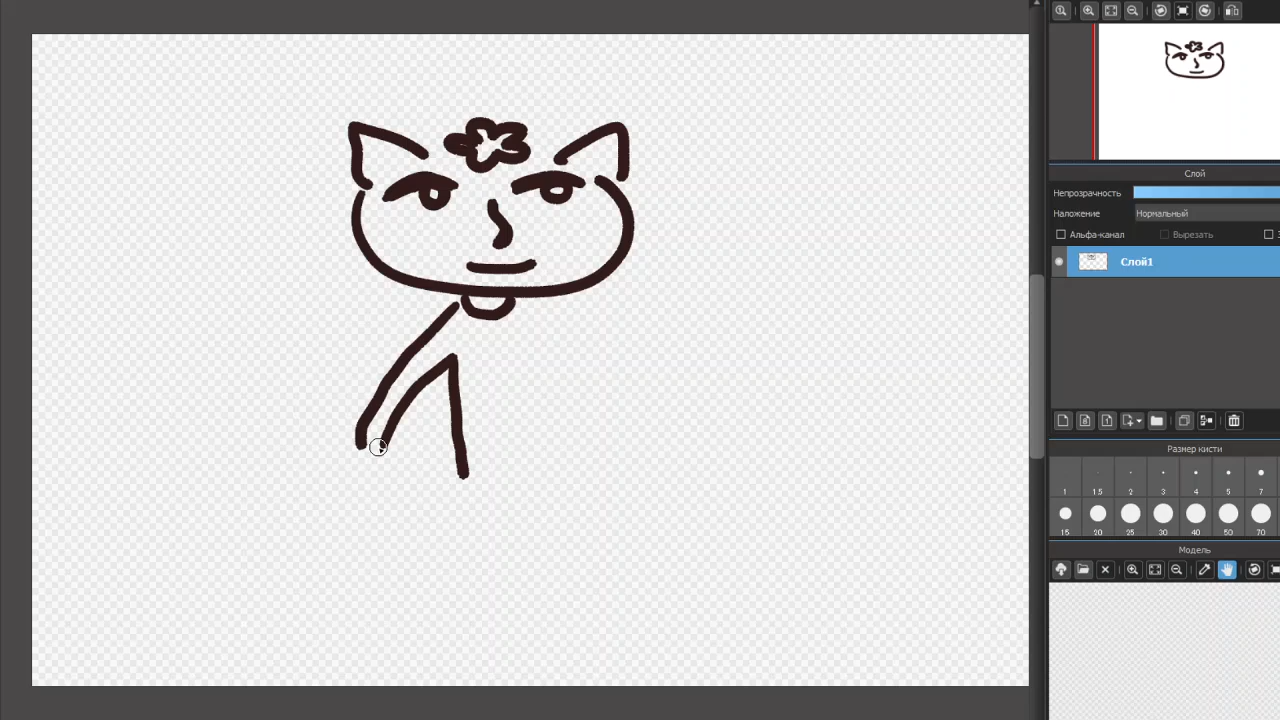 Слой
Непрозрачность
Наложение Нормальный
Альфа-канал Вырезать
Слой1
Размер кисти
1 1.5 2 3 4 5 7
15 20 25 30 40 50 70
Модель